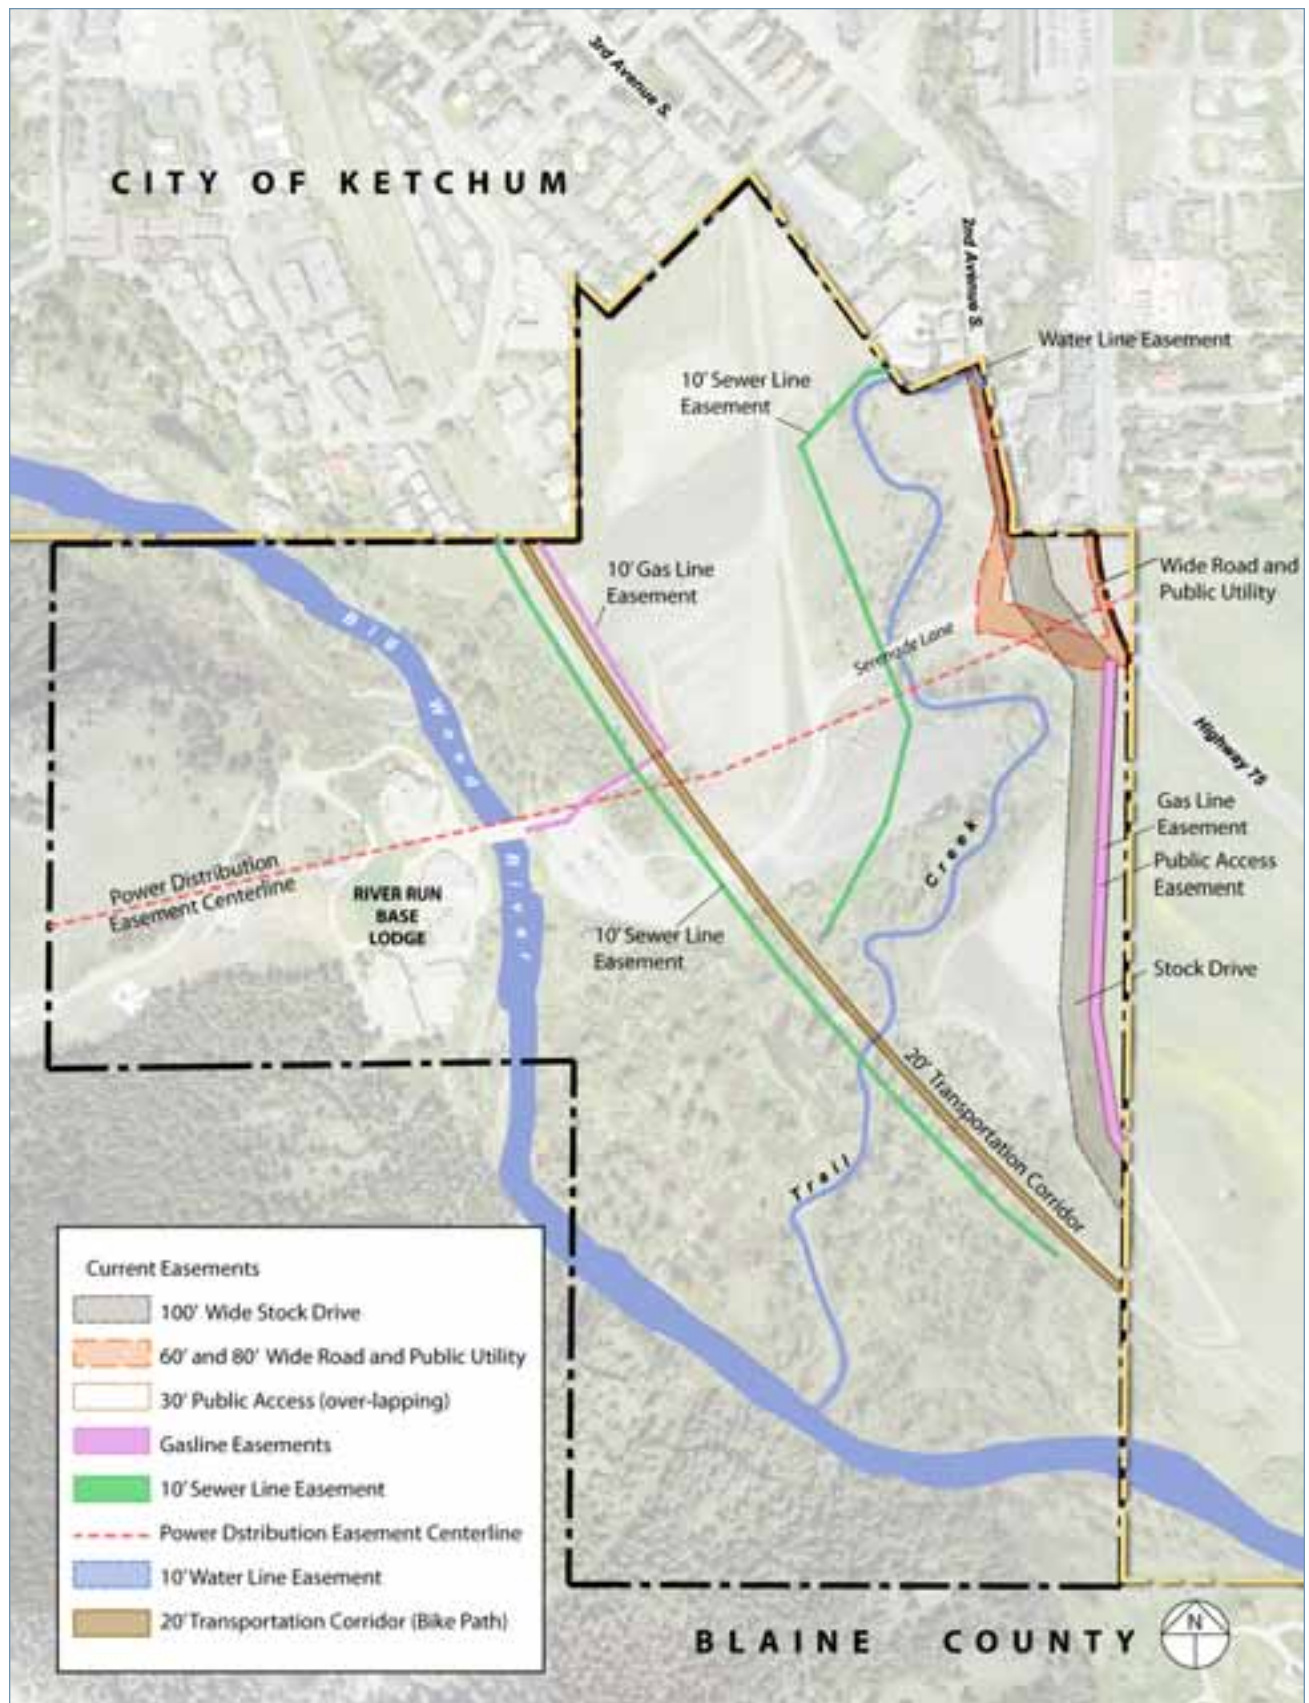 3rd Avenue S.
CITY OF KETCHUM
2nd Avenue S.
Water Line Easement
10' Sewer Line
Easement
10' Gas Line
Easement
Wide Road and
Public Utility
Serenade Lane
Big Wood River
Highway 75
Gas Line
Easement
Public Access
Easement
Power Distribution
Easement Centerline
RIVER RUN
BASE
LODGE
10' Sewer Line
Easement
Stock Drive
Trail Creek
20' Transportation Corridor
Current Easements
100' Wide Stock Drive
60' and 80' Wide Road and Public Utility
30' Public Access (over-lapping)
Gasline Easements
10' Sewer Line Easement
Power Dstribution Easement Centerline
10' Water Line Easement
20' Transportation Corridor (Bike Path)
BLAINE COUNTY
N